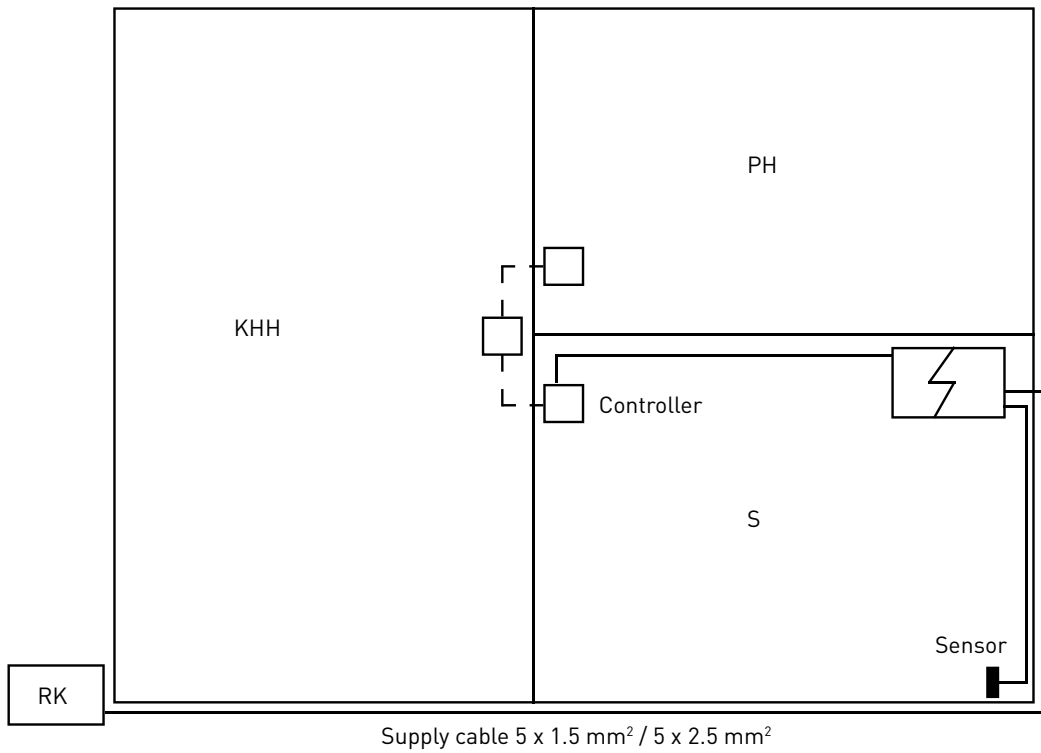 PH
KHH
Controller
S
Sensor
RK
Supply cable 5 x 1.5 mm² / 5 x 2.5 mm²